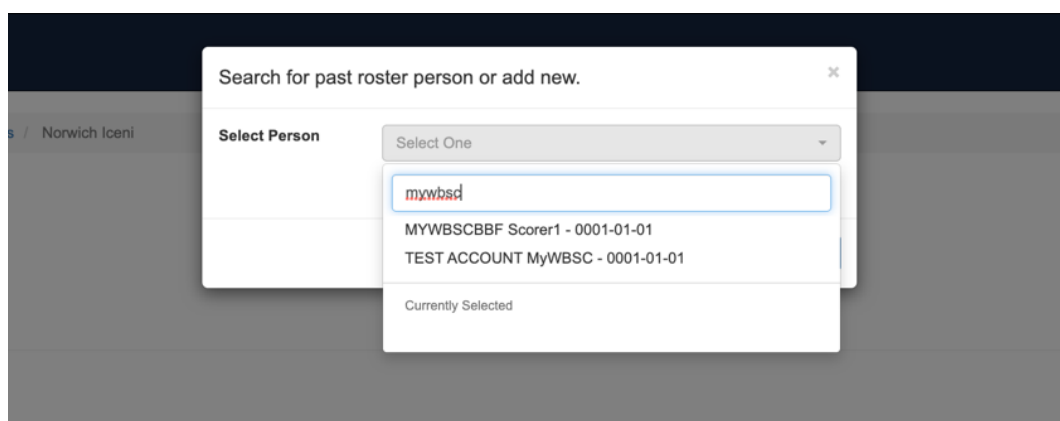 Search for past roster person or add new.
×
s / Norwich Iceni
Select Person
Select One
mywbsc
MYWBSCBBF Scorer1 - 0001-01-01
TEST ACCOUNT MyWBSC - 0001-01-01
Currently Selected